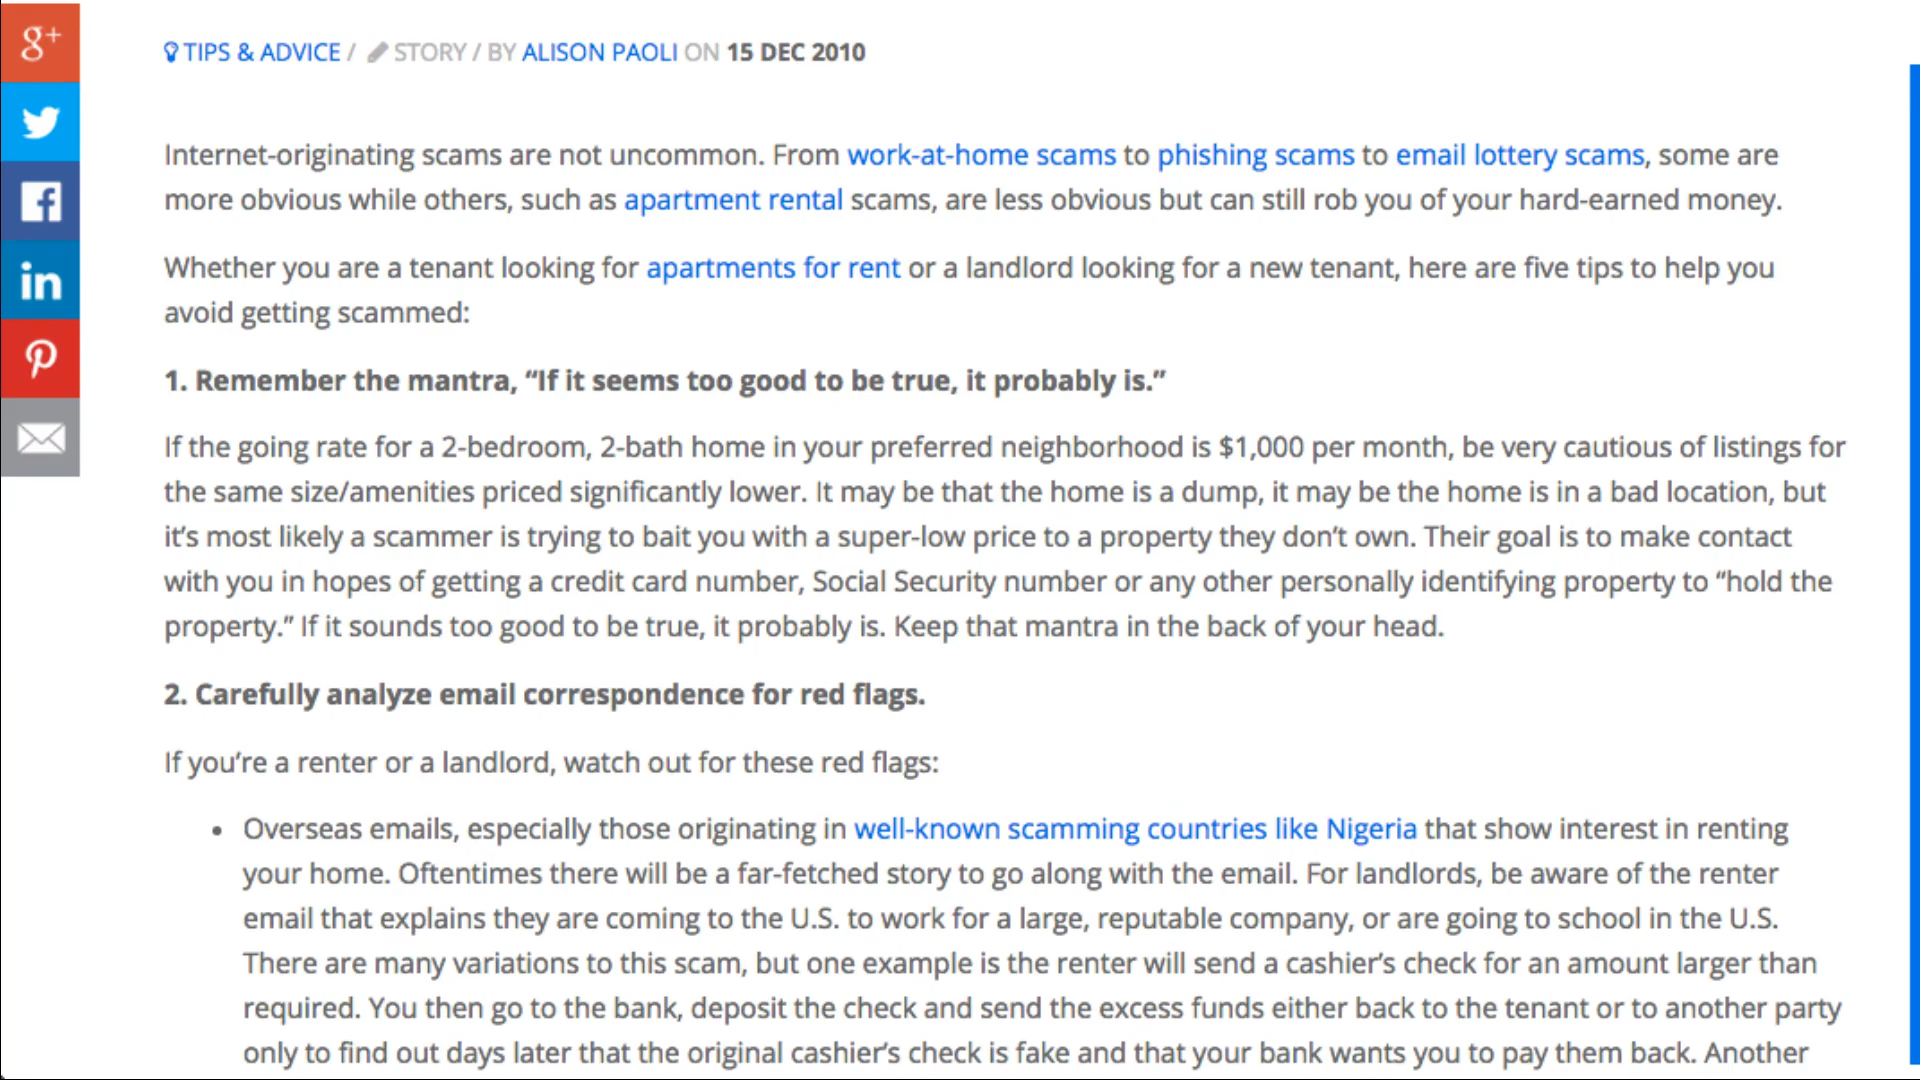 g+
TIPS & ADVICE / STORY / BY ALISON PAOLI ON 15 DEC 2010
Internet-originating scams are not uncommon. From work-at-home scams to phishing scams to email lottery scams, some are
more obvious while others, such as apartment rental scams, are less obvious but can still rob you of your hard-earned money.
Whether you are a tenant looking for apartments for rent or a landlord looking for a new tenant, here are five tips to help you
avoid getting scammed:
1. Remember the mantra, “If it seems too good to be true, it probably is.”
If the going rate for a 2-bedroom, 2-bath home in your preferred neighborhood is $1,000 per month, be very cautious of listings for
the same size/amenities priced significantly lower. It may be that the home is a dump, it may be the home is in a bad location, but
it’s most likely a scammer is trying to bait you with a super-low price to a property they don’t own. Their goal is to make contact
with you in hopes of getting a credit card number, Social Security number or any other personally identifying property to “hold the
property.” If it sounds too good to be true, it probably is. Keep that mantra in the back of your head.
2. Carefully analyze email correspondence for red flags.
If you’re a renter or a landlord, watch out for these red flags:
• Overseas emails, especially those originating in well-known scamming countries like Nigeria that show interest in renting
your home. Oftentimes there will be a far-fetched story to go along with the email. For landlords, be aware of the renter
email that explains they are coming to the U.S. to work for a large, reputable company, or are going to school in the U.S.
There are many variations to this scam, but one example is the renter will send a cashier’s check for an amount larger than
required. You then go to the bank, deposit the check and send the excess funds either back to the tenant or to another party
only to find out days later that the original cashier’s check is fake and that your bank wants you to pay them back. Another
in